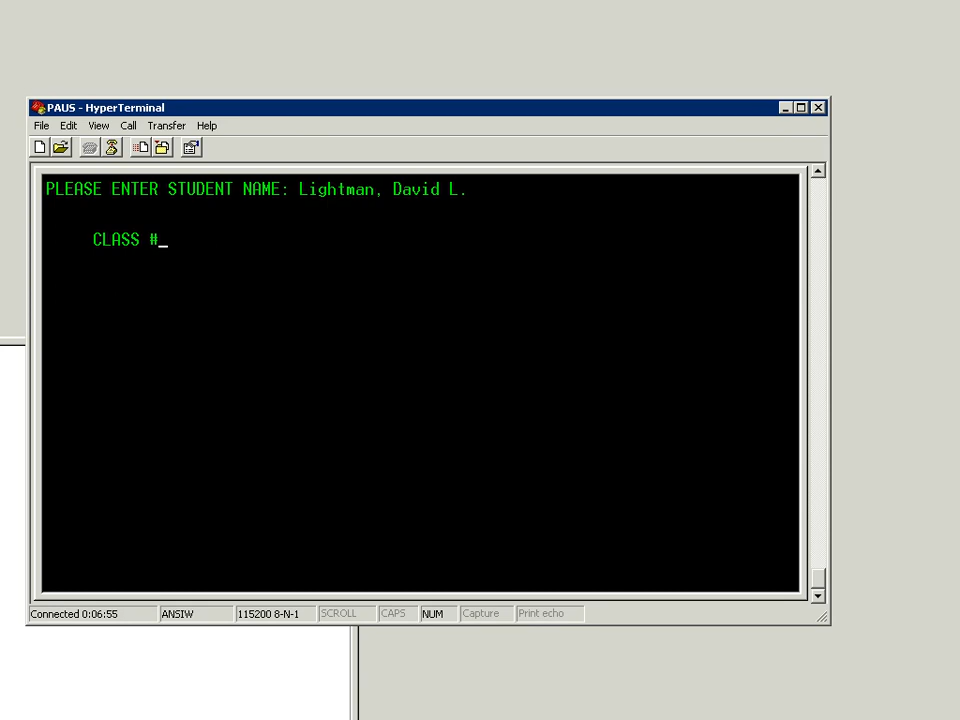 PAUS - HyperTerminal
File Edit View Call Transfer Help
PLEASE ENTER STUDENT NAME: Lightman, David L.
CLASS #_
Connected 0:06:55 ANSIW 115200 8-N-1 SCROLL CAPS NUM Capture Print echo